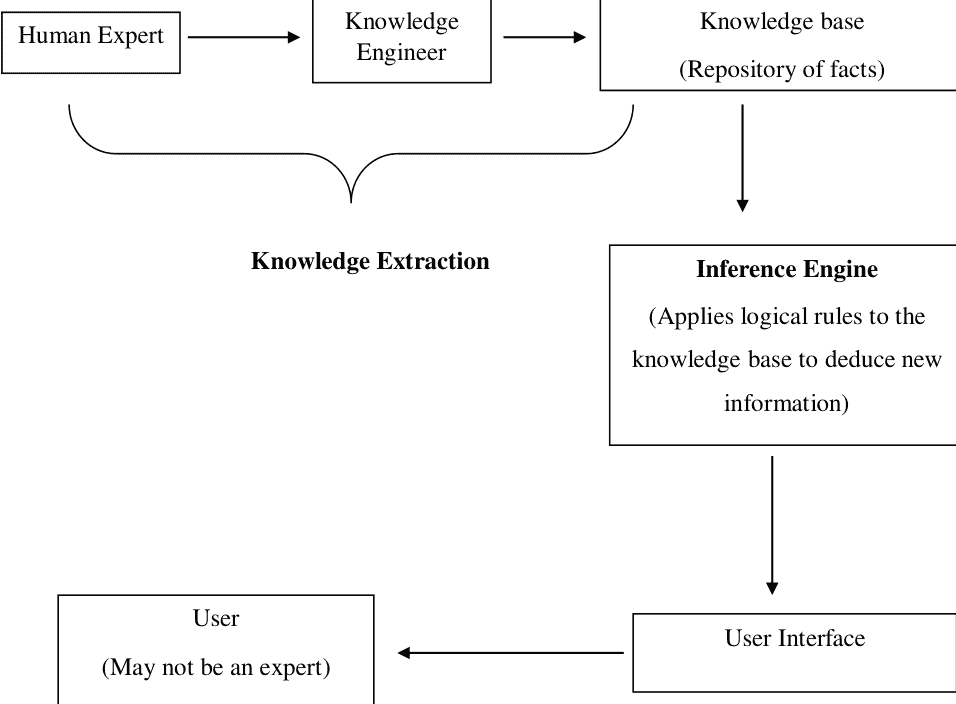 Human Expert
Knowledge
Engineer
Knowledge base
(Repository of facts)
Knowledge Extraction
Inference Engine
(Applies logical rules to the
knowledge base to deduce new
information)
User
(May not be an expert)
User Interface